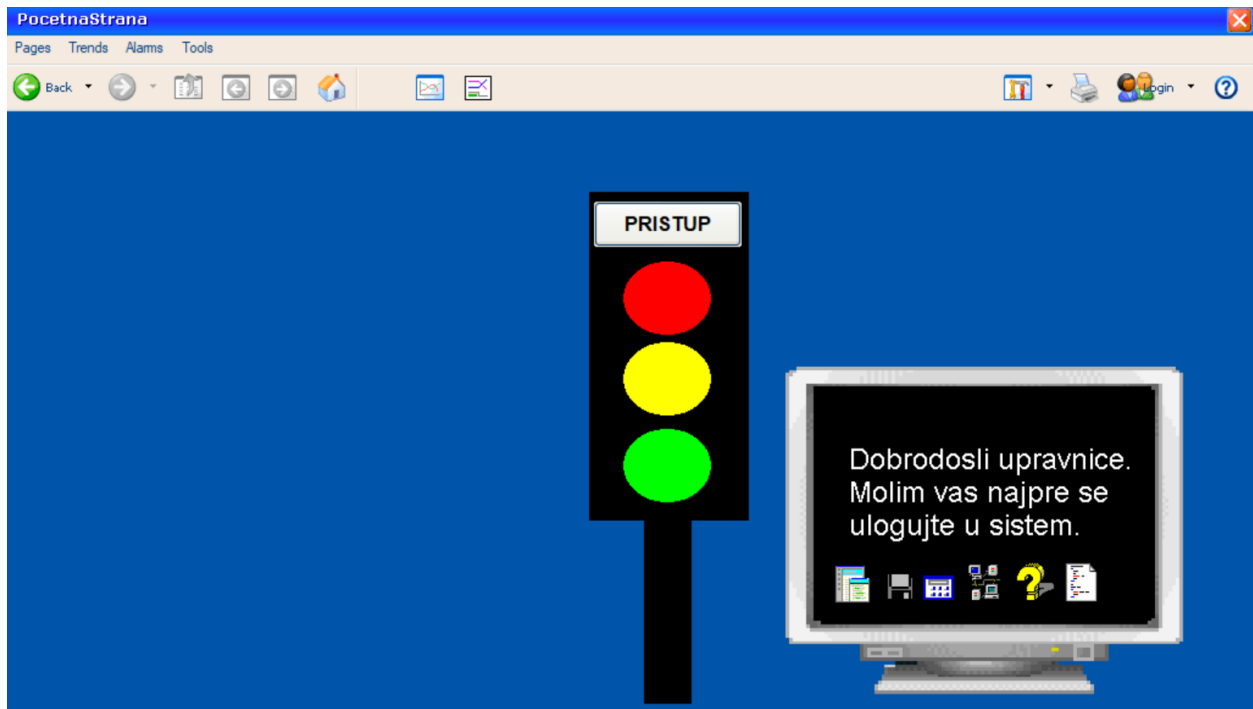 PocetnaStrana
Pages Trends Alarms Tools
Back Login
PRISTUP
Dobrodosli upravnice.
Molim vas najpre se
ulogujte u sistem.